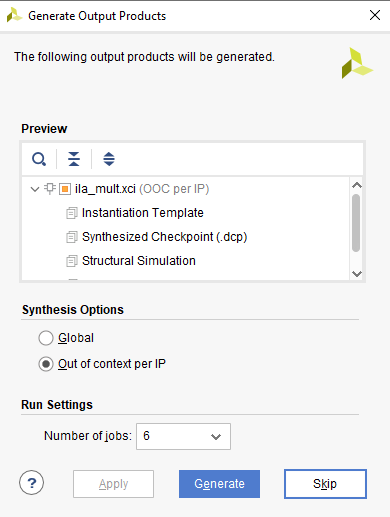 Generate Output Products
The following output products will be generated.
Preview
ila_mult.xci (OOC per IP)
Instantiation Template
Synthesized Checkpoint (.dcp)
Structural Simulation
Synthesis Options
Global
Out of context per IP
Run Settings
Number of jobs: 6
? Apply Generate Skip